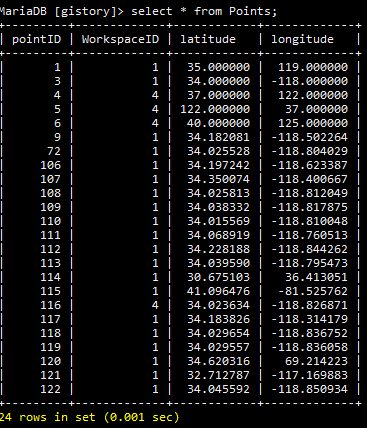 MariaDB [gistory]> select * from Points;
+---------+-------------+------------+-------------+
| pointID | WorkspaceID | latitude | longitude |
+---------+-------------+------------+-------------+
| 1 | 1 | 35.000000 | 119.000000 |
| 3 | 1 | 34.000000 | -118.000000 |
| 4 | 4 | 37.000000 | 122.000000 |
| 5 | 4 | 122.000000 | 37.000000 |
| 6 | 4 | 40.000000 | 125.000000 |
| 9 | 1 | 34.182081 | -118.502264 |
| 72 | 1 | 34.025528 | -118.804029 |
| 106 | 1 | 34.197242 | -118.623387 |
| 107 | 1 | 34.350074 | -118.400667 |
| 108 | 1 | 34.025813 | -118.812049 |
| 109 | 1 | 34.038332 | -118.817875 |
| 110 | 1 | 34.015569 | -118.810048 |
| 111 | 1 | 34.068919 | -118.760513 |
| 112 | 1 | 34.228188 | -118.844262 |
| 113 | 1 | 34.039590 | -118.795473 |
| 114 | 1 | 30.675103 | 36.413051 |
| 115 | 1 | 41.096476 | -81.525762 |
| 116 | 4 | 34.023634 | -118.826871 |
| 117 | 1 | 34.183826 | -118.314179 |
| 118 | 1 | 34.029654 | -118.836752 |
| 119 | 1 | 34.029557 | -118.836058 |
| 120 | 1 | 34.620316 | 69.214223 |
| 121 | 1 | 32.712787 | -117.169883 |
| 122 | 1 | 34.045592 | -118.850934 |
+---------+-------------+------------+-------------+
24 rows in set (0.001 sec)